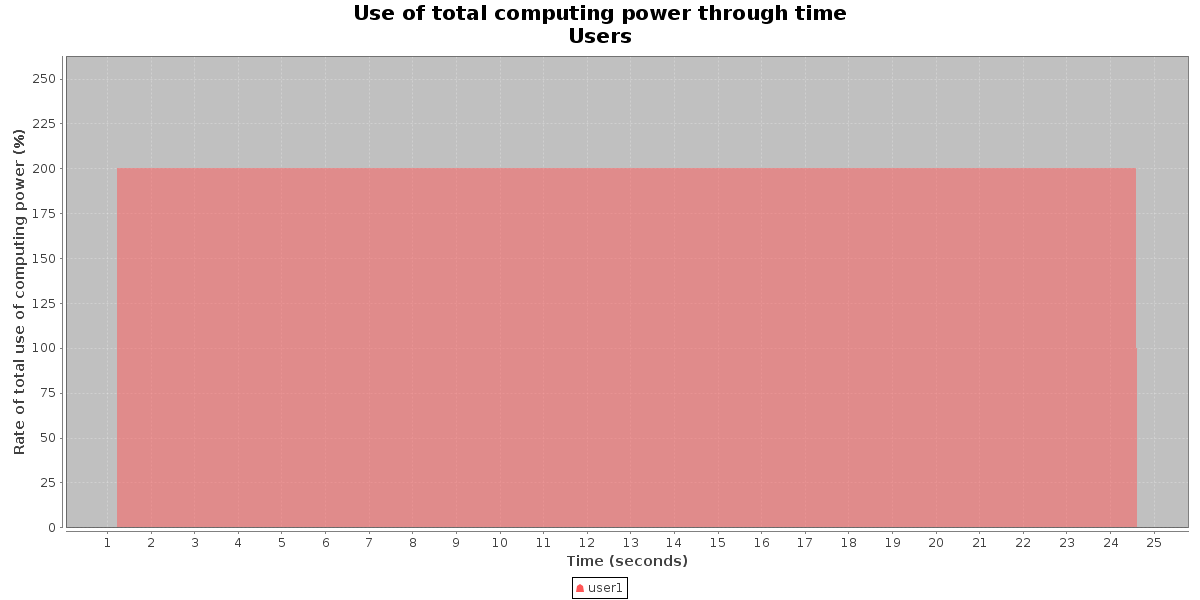 Use of total computing power through time
Users
Rate of total use of computing power (%)
250
225
200
175
150
125
100
75
50
25
0
1 2 3 4 5 6 7 8 9 10 11 12 13 14 15 16 17 18 19 20 21 22 23 24 25
Time (seconds)
user1